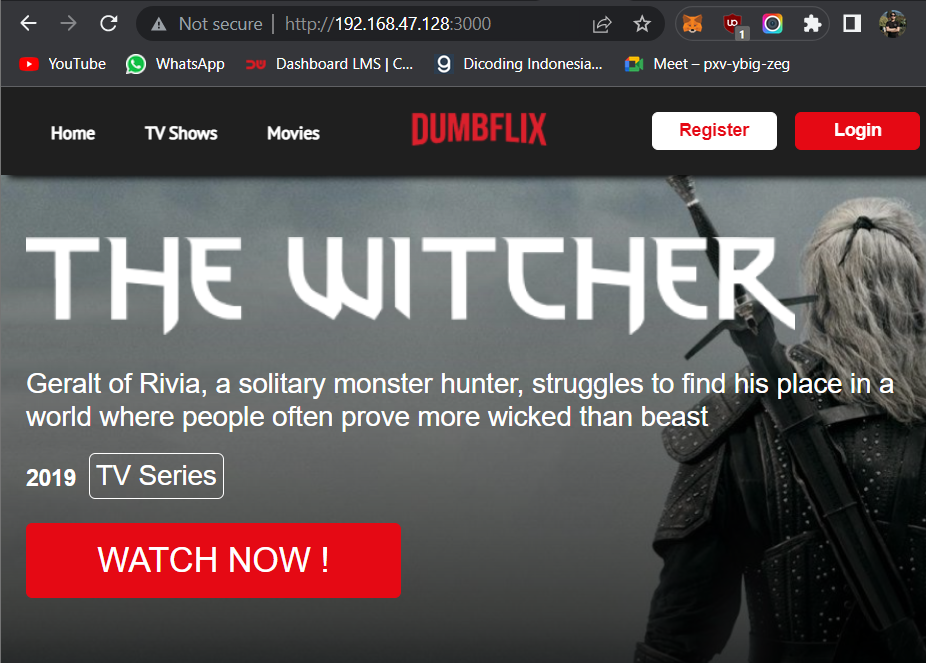 Not secure | http://192.168.47.128:3000
1
YouTube WhatsApp Dashboard LMS | C... Dicoding Indonesia... Meet – pxv-ybig-zeg
Home TV Shows Movies DUMBFLIX Register Login
THE WITCHER
Geralt of Rivia, a solitary monster hunter, struggles to find his place in a
world where people often prove more wicked than beast
2019 TV Series
WATCH NOW !